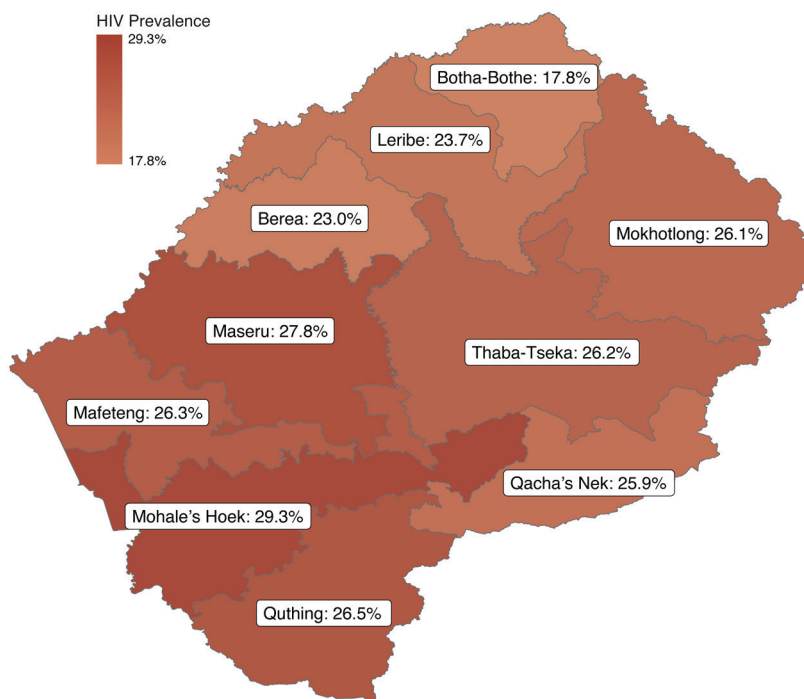 HIV Prevalence
29.3%
17.8%
Botha-Bothe: 17.8%
Leribe: 23.7%
Berea: 23.0%
Mokhotlong: 26.1%
Maseru: 27.8%
Thaba-Tseka: 26.2%
Mafeteng: 26.3%
Qacha's Nek: 25.9%
Mohale's Hoek: 29.3%
Quthing: 26.5%